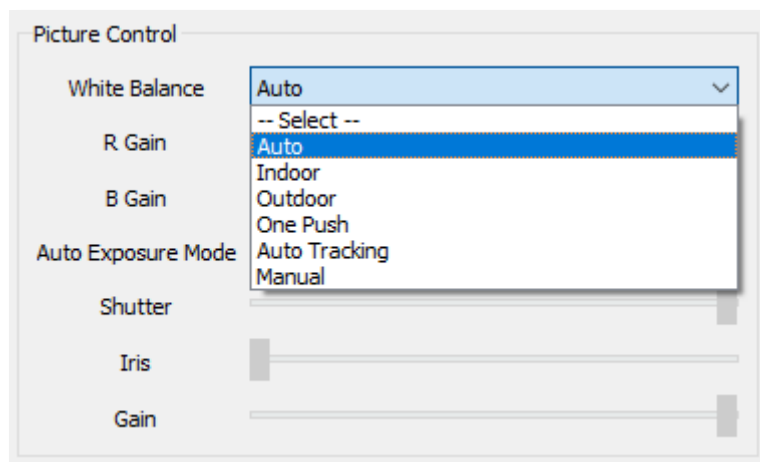 Picture Control
White Balance Auto
-- Select --
R Gain Auto
Indoor
B Gain Outdoor
One Push
Auto Exposure Mode Auto Tracking
Manual
Shutter
Iris
Gain